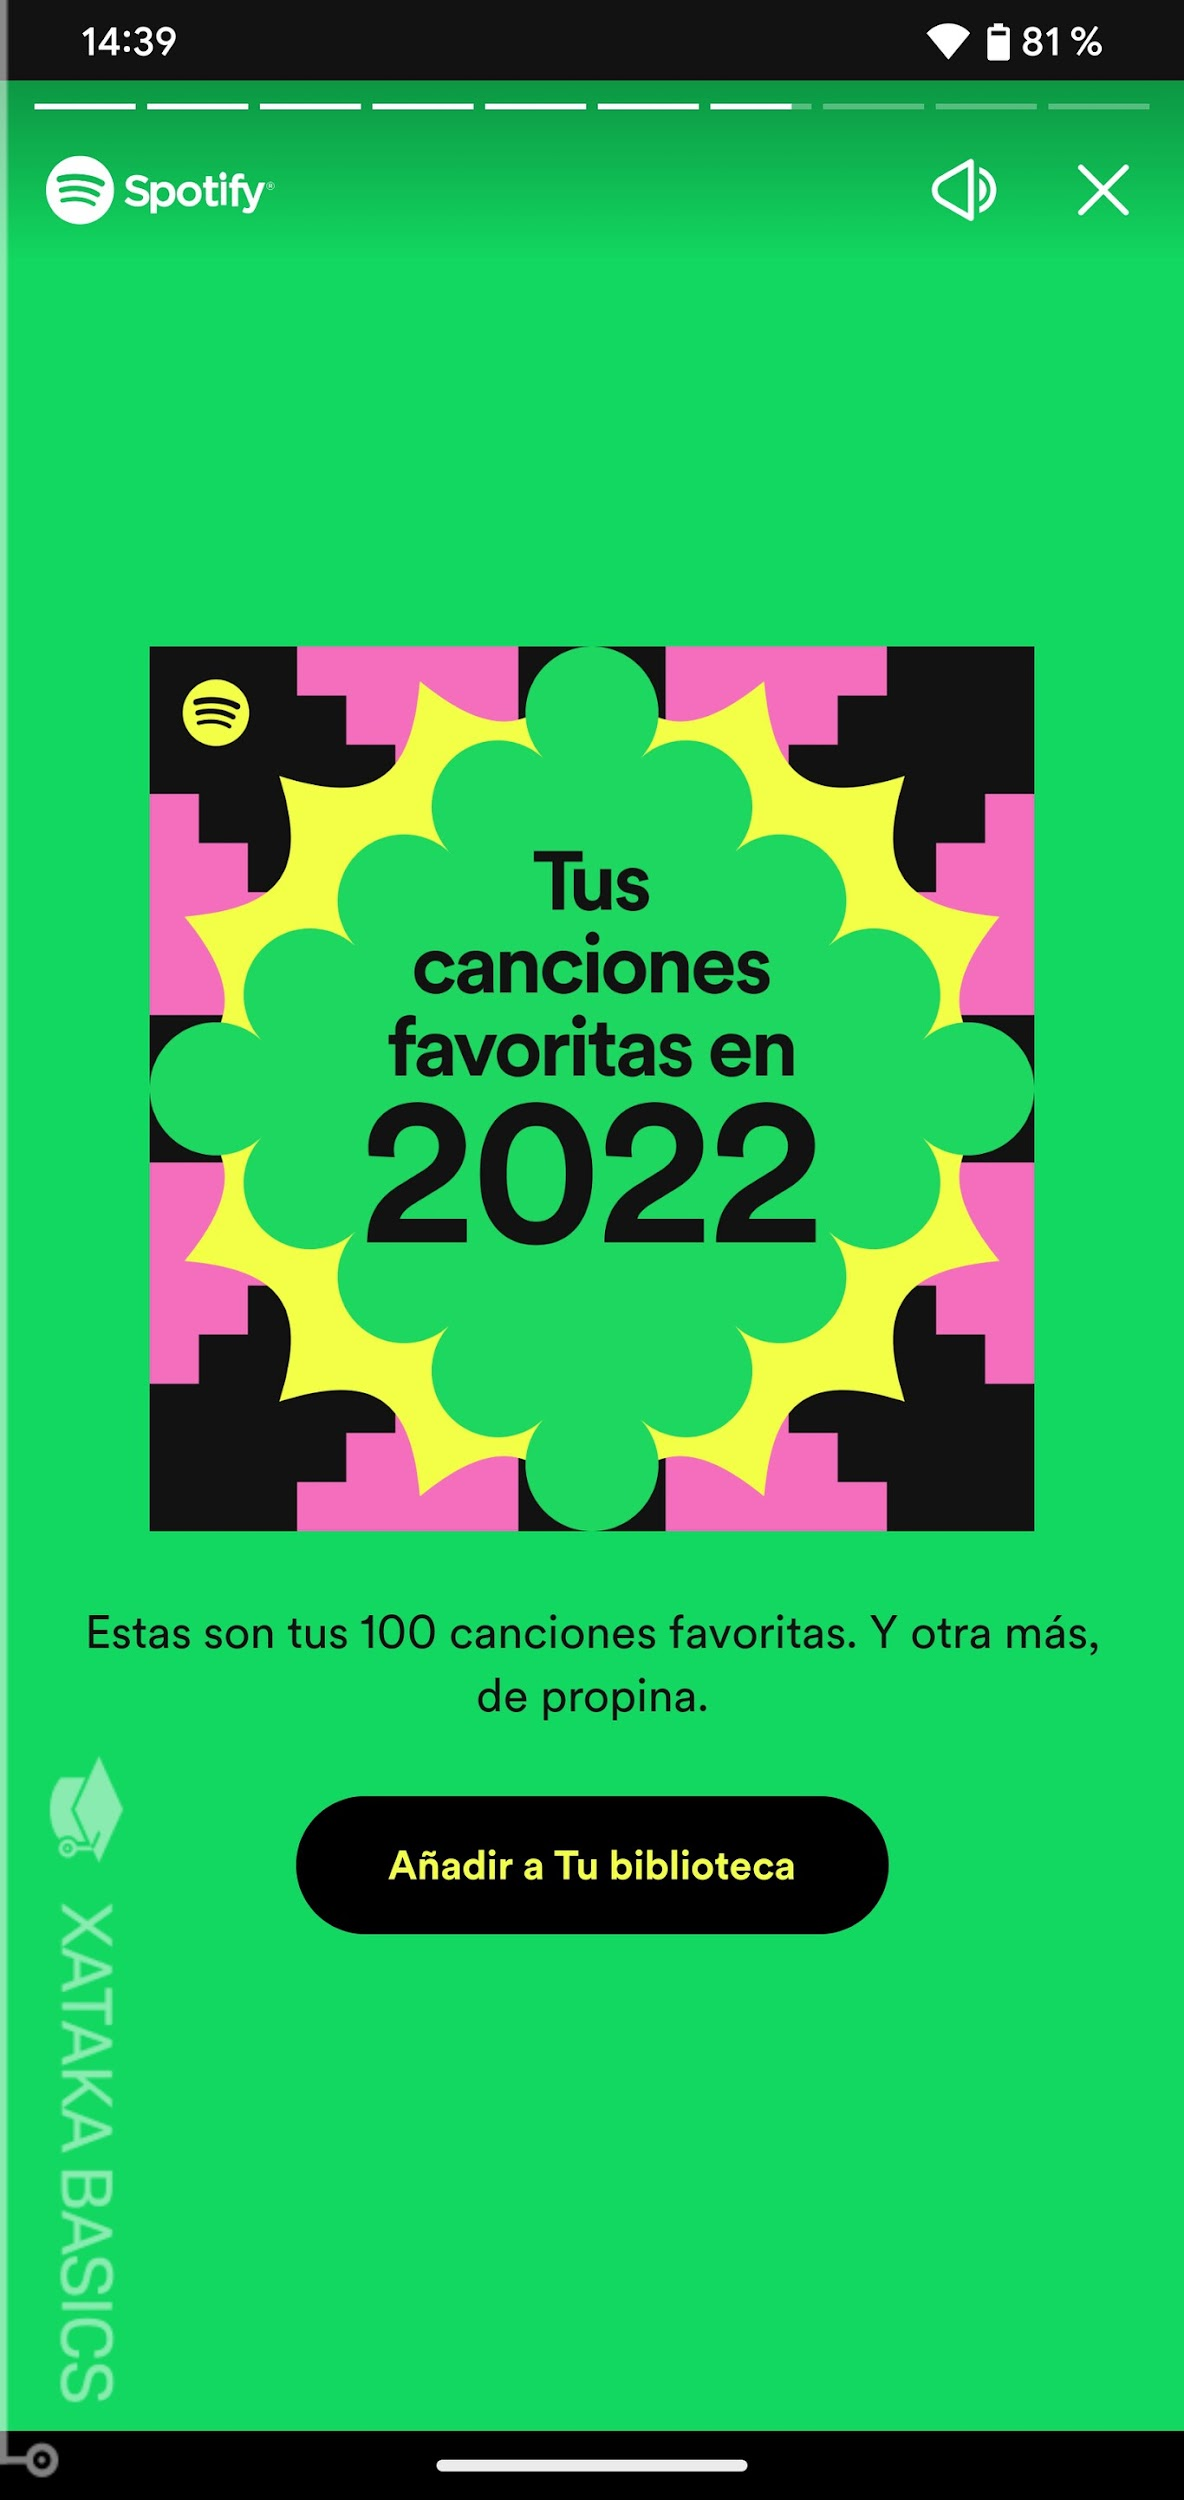 14:39
81 %
Spotify®
Tus
canciones
favoritas en
2022
Estas son tus 100 canciones favoritas. Y otra más,
de propina.
Añadir a Tu biblioteca
XATAKA BASICS